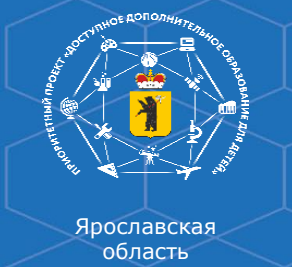 ПРИОРИТЕТНЫЙ ПРОЕКТ «ДОСТУПНОЕ ДОПОЛНИТЕЛЬНОЕ ОБРАЗОВАНИЕ ДЛЯ ДЕТЕЙ»
Ярославская
область